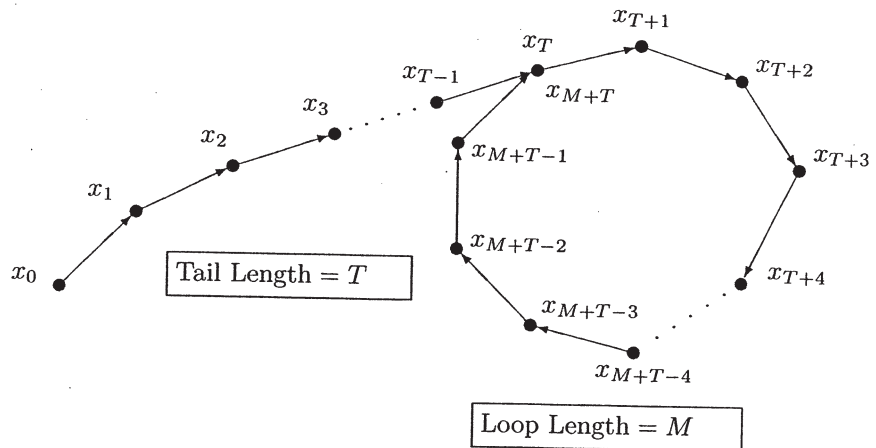 x_{T+1}
x_T
x_{T+2}
x_{T-1}
x_{M+T}
x_3
x_2
x_{M+T-1}
x_{T+3}
x_1
x_{M+T-2}
x_0
Tail Length = T
x_{T+4}
x_{M+T-3}
x_{M+T-4}
Loop Length = M